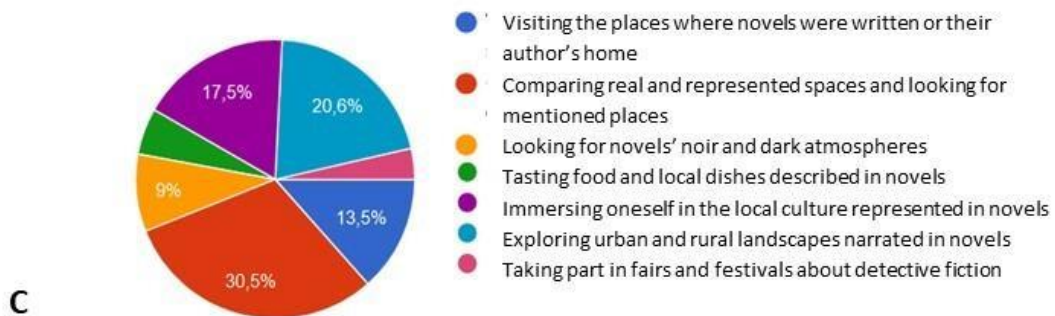 17,5%
20,6%
9%
13,5%
30,5%
C
Visiting the places where novels were written or their
author's home
Comparing real and represented spaces and looking for
mentioned places
Looking for novels' noir and dark atmospheres
Tasting food and local dishes described in novels
Immersing oneself in the local culture represented in novels
Exploring urban and rural landscapes narrated in novels
Taking part in fairs and festivals about detective fiction